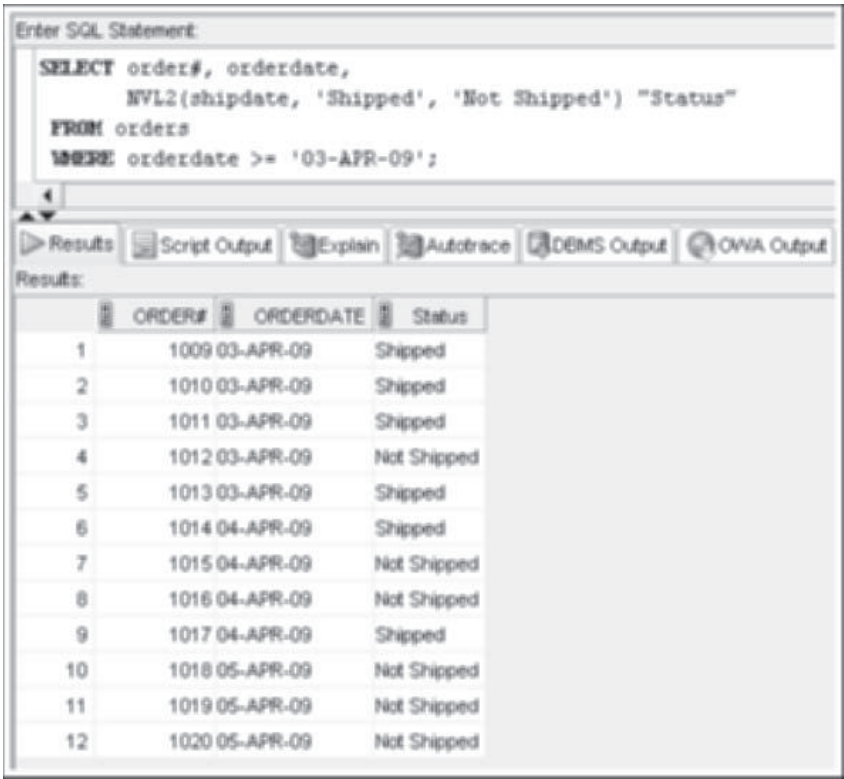 Enter SQL Statement:
SELECT order#, orderdate,
NVL2(shipdate, 'Shipped', 'Not Shipped') "Status"
FROM orders
WHERE orderdate >= '03-APR-09';
Results Script Output Explain Autotrace DBMS Output OWA Output
Results:
ORDER# ORDERDATE Status
1 1009 03-APR-09 Shipped
2 1010 03-APR-09 Shipped
3 1011 03-APR-09 Shipped
4 1012 03-APR-09 Not Shipped
5 1013 03-APR-09 Shipped
6 1014 04-APR-09 Shipped
7 1015 04-APR-09 Not Shipped
8 1016 04-APR-09 Not Shipped
9 1017 04-APR-09 Shipped
10 1018 05-APR-09 Not Shipped
11 1019 05-APR-09 Not Shipped
12 1020 05-APR-09 Not Shipped